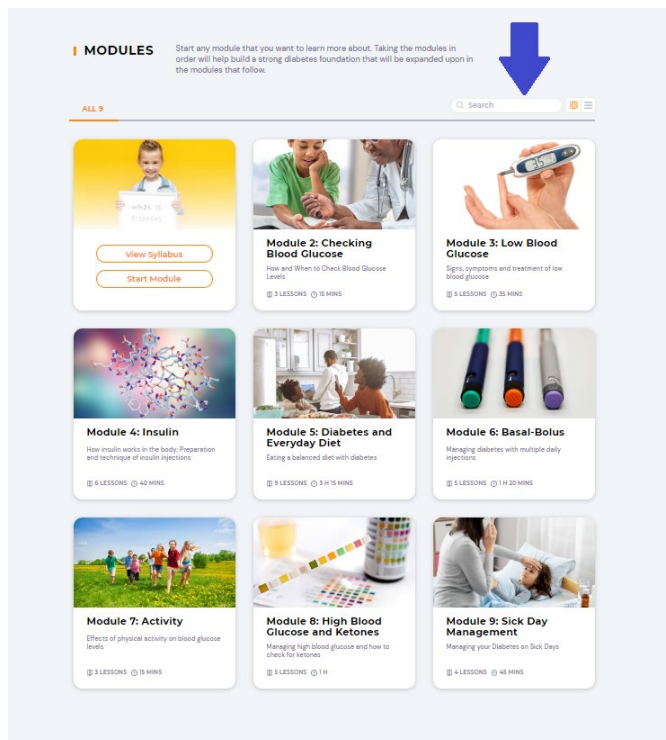 MODULES
Start any module that you want to learn more about. Taking the modules in
order will help build a strong diabetes foundation that will be expanded upon in
the modules that follow.
ALL 9
Search
WHAT IS
DIABETES
View Syllabus
Start Module
Module 2: Checking
Blood Glucose
How and When to Check Blood Glucose
Levels
3 LESSONS 15 MINS
35
Module 3: Low Blood
Glucose
Signs, symptoms and treatment of low
blood glucose
5 LESSONS 35 MINS
Module 4: Insulin
How insulin works in the body; Preparation
and technique of insulin injections
6 LESSONS 40 MINS
Module 5: Diabetes and
Everyday Diet
Eating a balanced diet with diabetes
9 LESSONS 3 H 15 MINS
Module 6: Basal-Bolus
Managing diabetes with multiple daily
injections
5 LESSONS 1 H 20 MINS
Module 7: Activity
Effects of physical activity on blood glucose
levels
3 LESSONS 15 MINS
Module 8: High Blood
Glucose and Ketones
Managing high blood glucose and how to
check for ketones
5 LESSONS 1 H
Module 9: Sick Day
Management
Managing your Diabetes on Sick Days
4 LESSONS 45 MINS